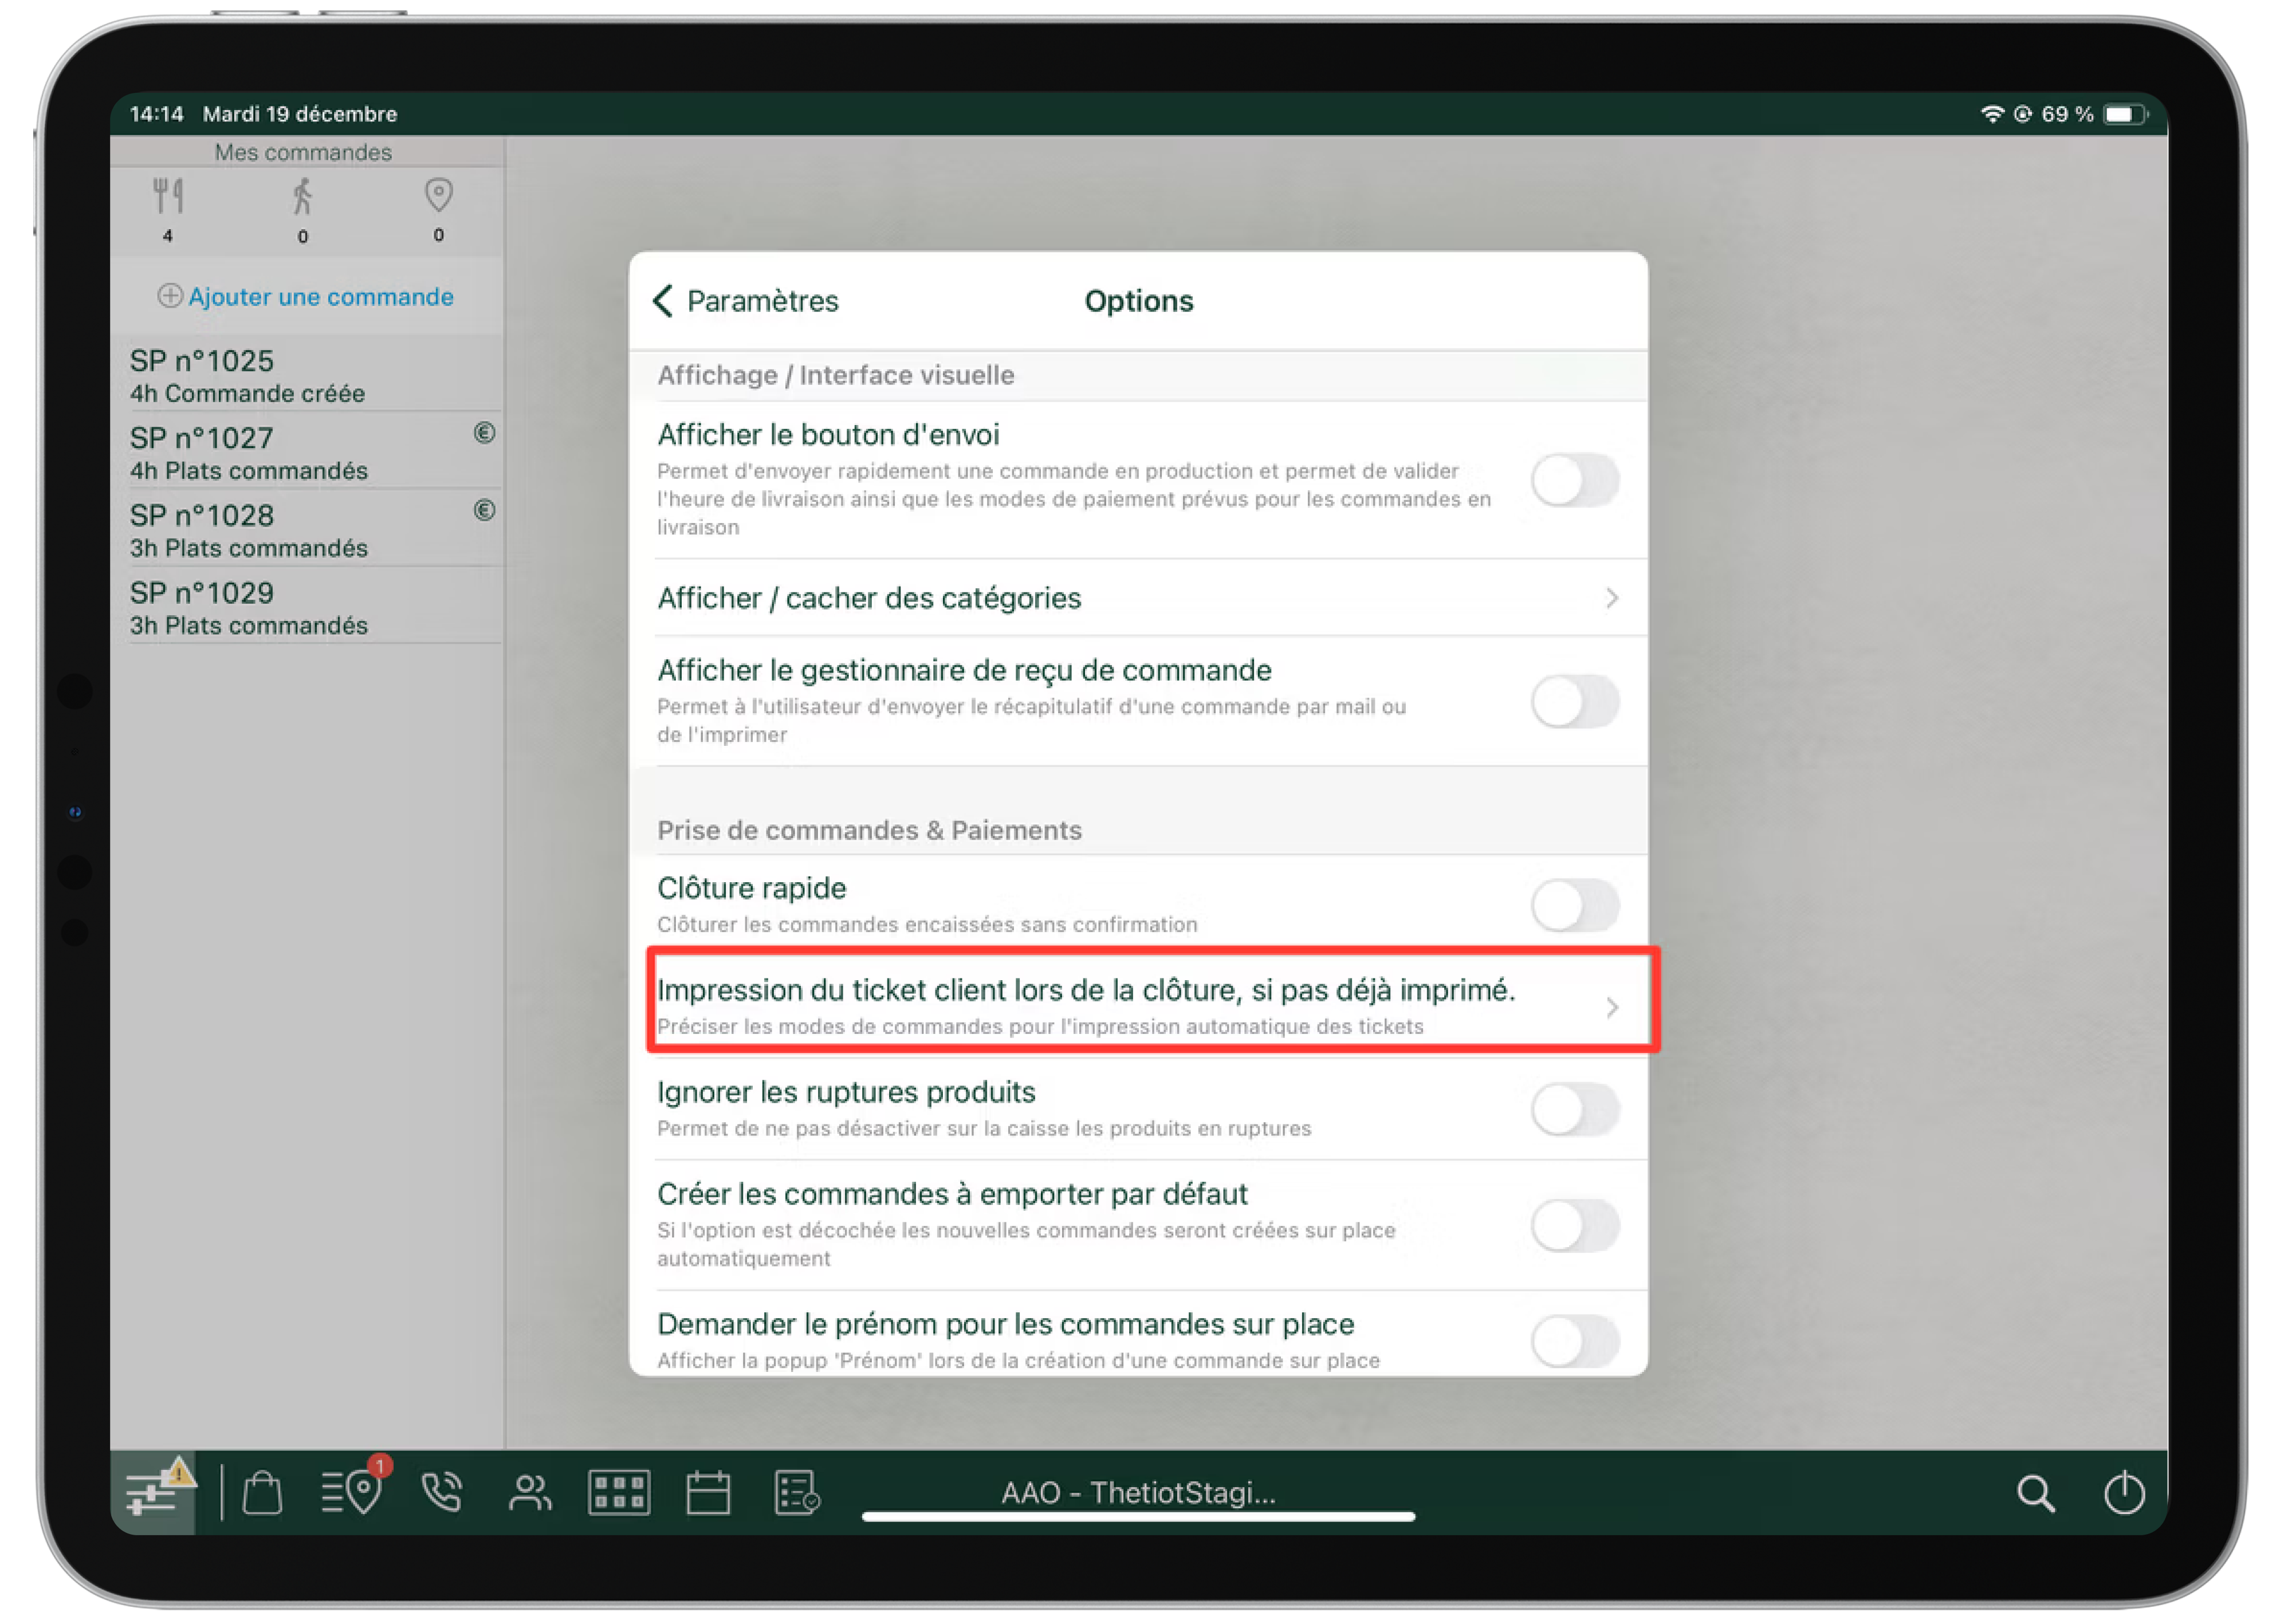 14:14 Mardi 19 décembre
69 %
Mes commandes
4
0
0
Ajouter une commande
SP n°1025
4h Commande créée
SP n°1027
4h Plats commandés
SP n°1028
3h Plats commandés
SP n°1029
3h Plats commandés
Paramètres
Options
Affichage / Interface visuelle
Afficher le bouton d'envoi
Permet d'envoyer rapidement une commande en production et permet de valider
l'heure de livraison ainsi que les modes de paiement prévus pour les commandes en
livraison
Afficher / cacher des catégories
Afficher le gestionnaire de reçu de commande
Permet à l'utilisateur d'envoyer le récapitulatif d'une commande par mail ou
de l'imprimer
Prise de commandes & Paiements
Clôture rapide
Clôturer les commandes encaissées sans confirmation
Impression du ticket client lors de la clôture, si pas déjà imprimé.
Préciser les modes de commandes pour l'impression automatique des tickets
Ignorer les ruptures produits
Permet de ne pas désactiver sur la caisse les produits en ruptures
Créer les commandes à emporter par défaut
Si l'option est décochée les nouvelles commandes seront créées sur place
automatiquement
Demander le prénom pour les commandes sur place
Afficher la popup 'Prénom' lors de la création d'une commande sur place
1
AAO - ThetiotStagi...